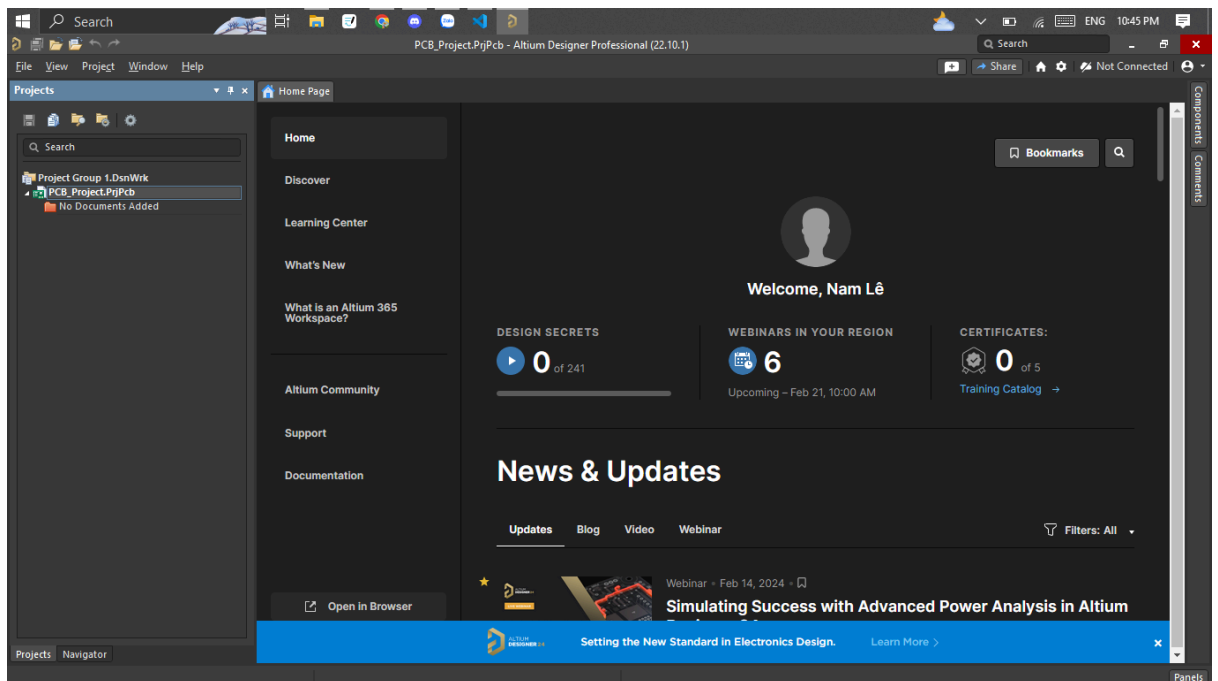 Search
ENG 10:45 PM
PCB_Project.PrjPcb - Altium Designer Professional (22.10.1)
Search
File View Project Window Help
Share
Not Connected
Projects
Home Page
Search
Project Group 1.DsnWrk
PCB_Project.PrjPcb
No Documents Added
Home
Discover
Learning Center
What's New
What is an Altium 365
Workspace?
Altium Community
Support
Documentation
Open in Browser
Bookmarks
Welcome, Nam Lê
DESIGN SECRETS
0 of 241
WEBINARS IN YOUR REGION
6
Upcoming – Feb 21, 10:00 AM
CERTIFICATES:
0 of 5
Training Catalog →
News & Updates
Updates Blog Video Webinar
Filters: All
Webinar • Feb 14, 2024
Simulating Success with Advanced Power Analysis in Altium
ALTIUM
DESIGNER
Setting the New Standard in Electronics Design.
Learn More >
Components
Comments
Projects Navigator
Panels